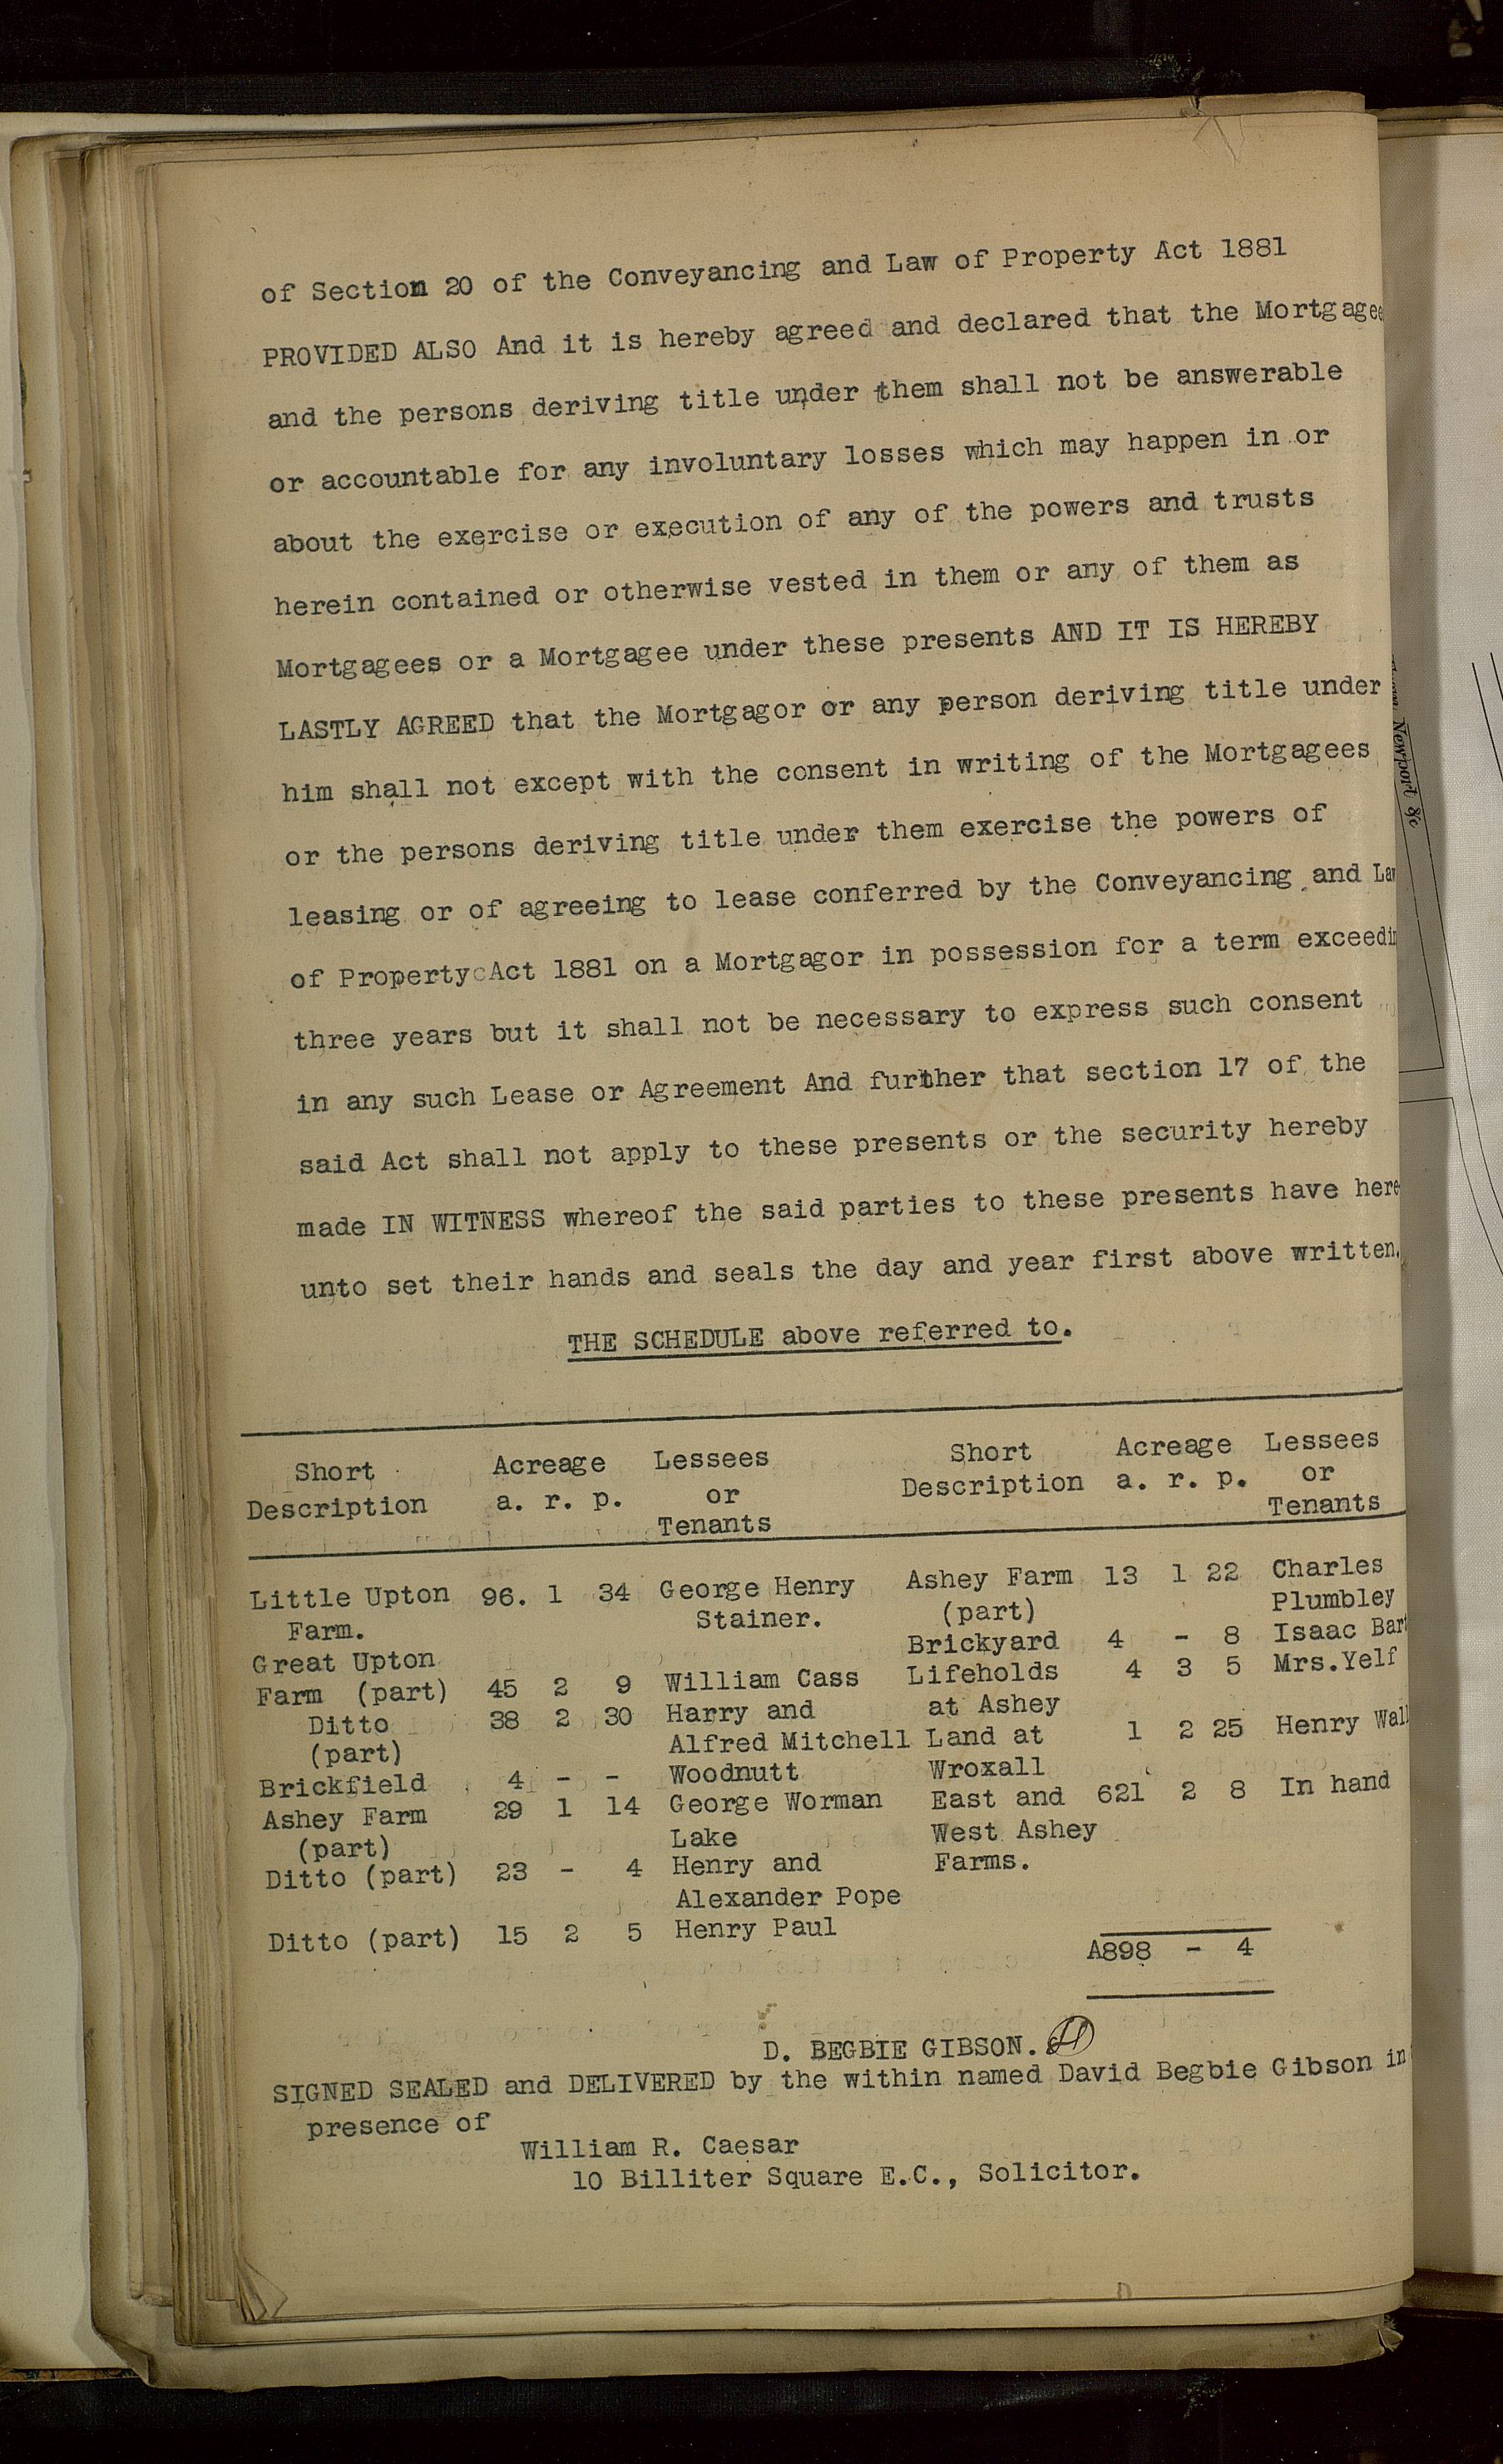 of Section 20 of the Conveyancing and Law of Property Act 1881
PROVIDED ALSO And it is hereby agreed and declared that the Mortgagee
and the persons deriving title under them shall not be answerable
or accountable for any involuntary losses which may happen in or
about the exercise or execution of any of the powers and trusts
herein contained or otherwise vested in them or any of them as
Mortgagees or a Mortgagee under these presents AND IT IS HEREBY
LASTLY AGREED that the Mortgagor or any person deriving title under
him shall not except with the consent in writing of the Mortgagees
or the persons deriving title under them exercise the powers of
leasing or of agreeing to lease conferred by the Conveyancing and Law
of Property Act 1881 on a Mortgagor in possession for a term exceedin
three years but it shall not be necessary to express such consent
in any such Lease or Agreement And further that section 17 of the
said Act shall not apply to these presents or the security hereby
made IN WITNESS whereof the said parties to these presents have here
unto set their hands and seals the day and year first above written.
THE SCHEDULE above referred to.
Short Acreage Lessees Short Acreage Lessees
Description a. r. p. or Description a. r. p. or
Tenants Tenants
Little Upton 96. 1 34 George Henry Ashey Farm 13 1 22 Charles
Farm. Stainer. (part) Plumbley
Great Upton Brickyard 4 - 8 Isaac Bart
Farm (part) 45 2 9 William Cass Lifeholds 4 3 5 Mrs.Yelf
Ditto 38 2 30 Harry and at Ashey
(part) Alfred Mitchell Land at 1 2 25 Henry Wall
Brickfield 4 - - Woodnutt Wroxall
Ashey Farm 29 1 14 George Worman East and 621 2 8 In hand
(part) Lake West Ashey
Ditto (part) 23 - 4 Henry and Farms.
Alexander Pope
Ditto (part) 15 2 5 Henry Paul
A898 - 4
D. BEGBIE GIBSON.
SIGNED SEALED and DELIVERED by the within named David Begbie Gibson in
presence of
William R. Caesar
10 Billiter Square E.C., Solicitor.
Newport &c